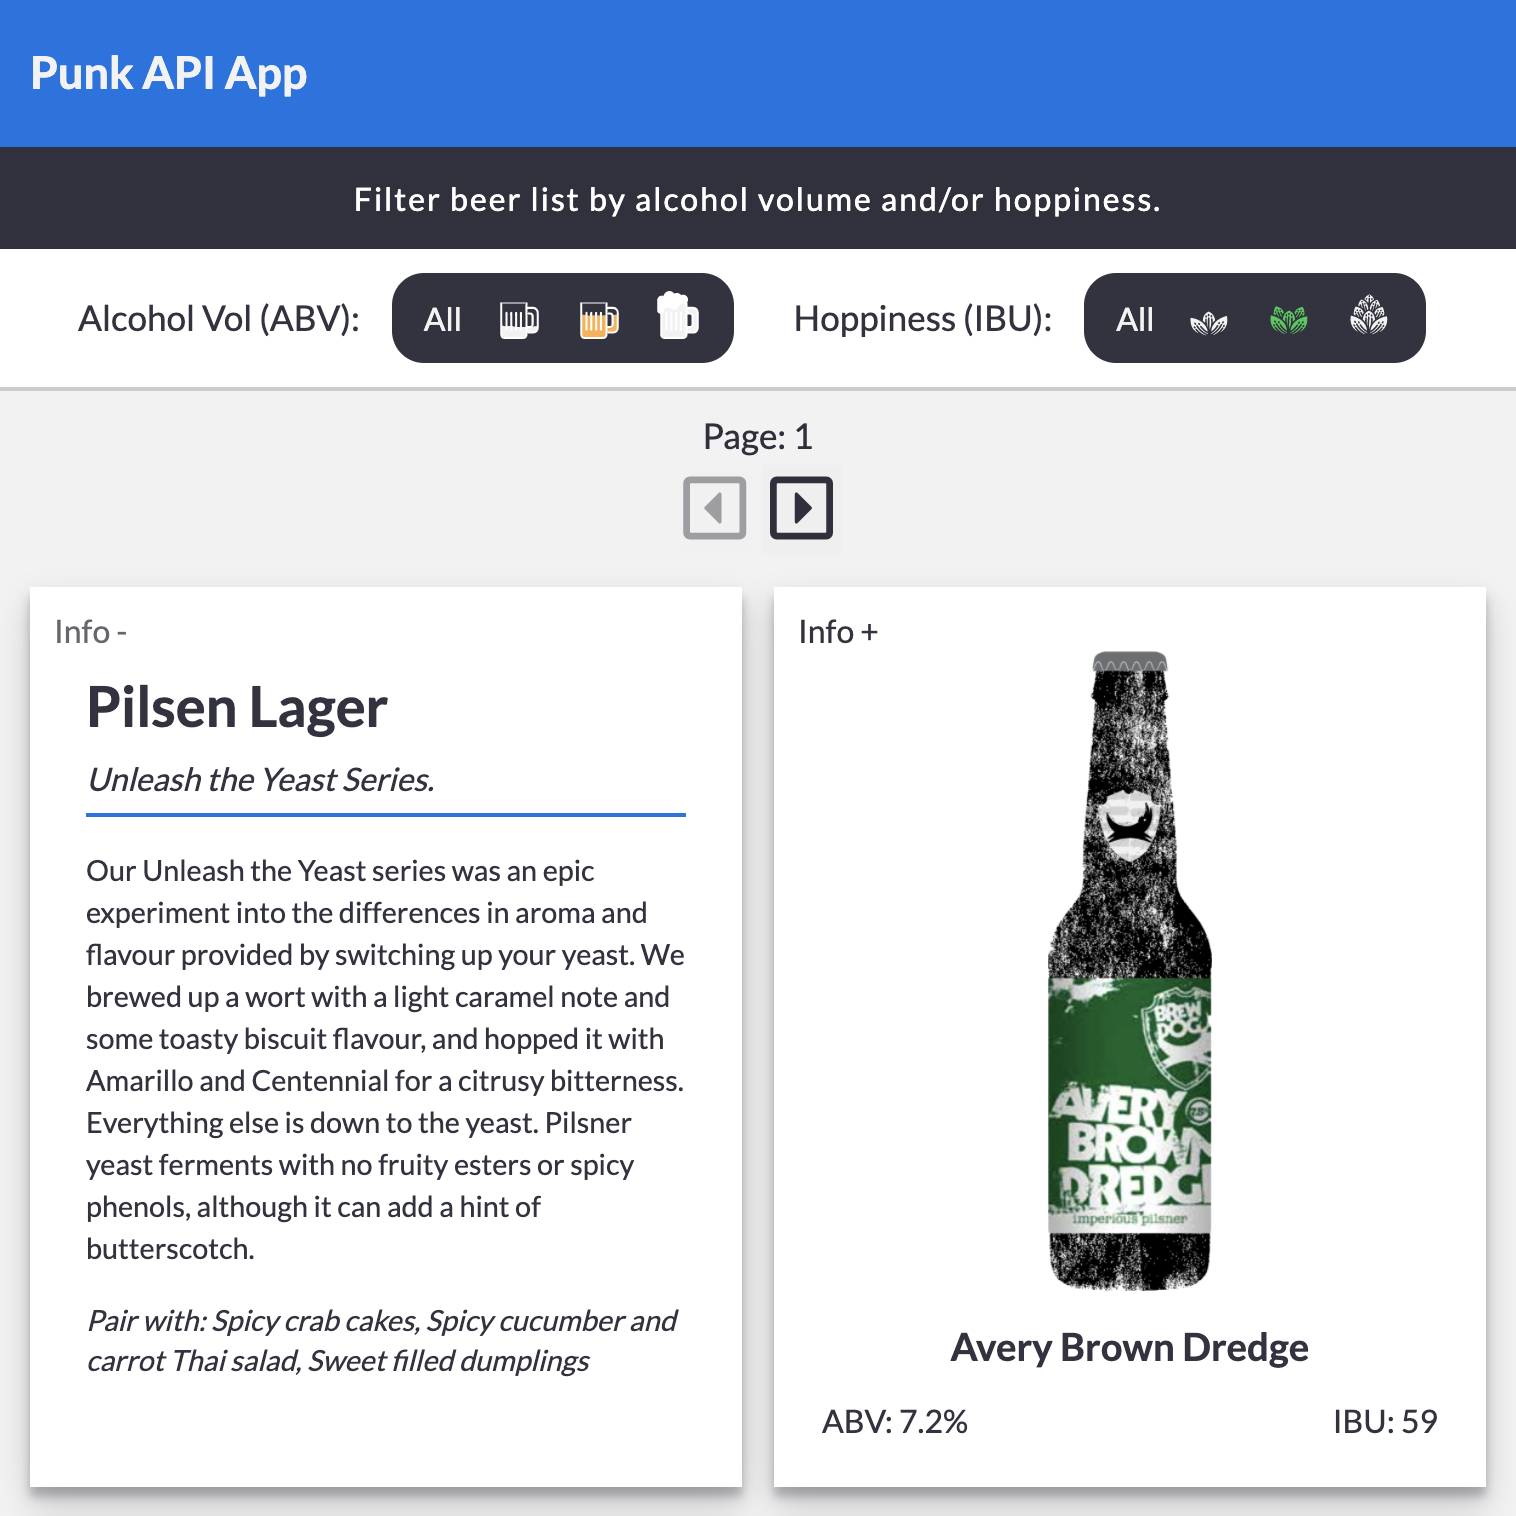 Punk API App
Filter beer list by alcohol volume and/or hoppiness.
Alcohol Vol (ABV): All Hoppiness (IBU): All
Page: 1
Info -
Pilsen Lager
Unleash the Yeast Series.
Our Unleash the Yeast series was an epic
experiment into the differences in aroma and
flavour provided by switching up your yeast. We
brewed up a wort with a light caramel note and
some toasty biscuit flavour, and hopped it with
Amarillo and Centennial for a citrusy bitterness.
Everything else is down to the yeast. Pilsner
yeast ferments with no fruity esters or spicy
phenols, although it can add a hint of
butterscotch.
Pair with: Spicy crab cakes, Spicy cucumber and
carrot Thai salad, Sweet filled dumplings
Info +
BREW
DOG
AVERY
BROWN
DREDGE
imperious pilsner
Avery Brown Dredge
ABV: 7.2% IBU: 59